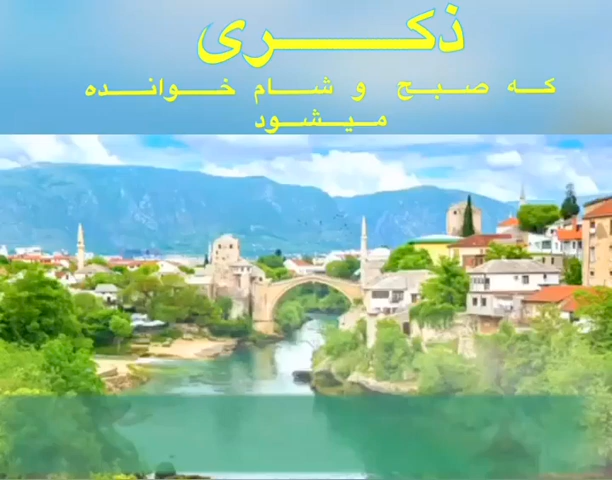 ذکری
که صبح و شام خوانده
میشود